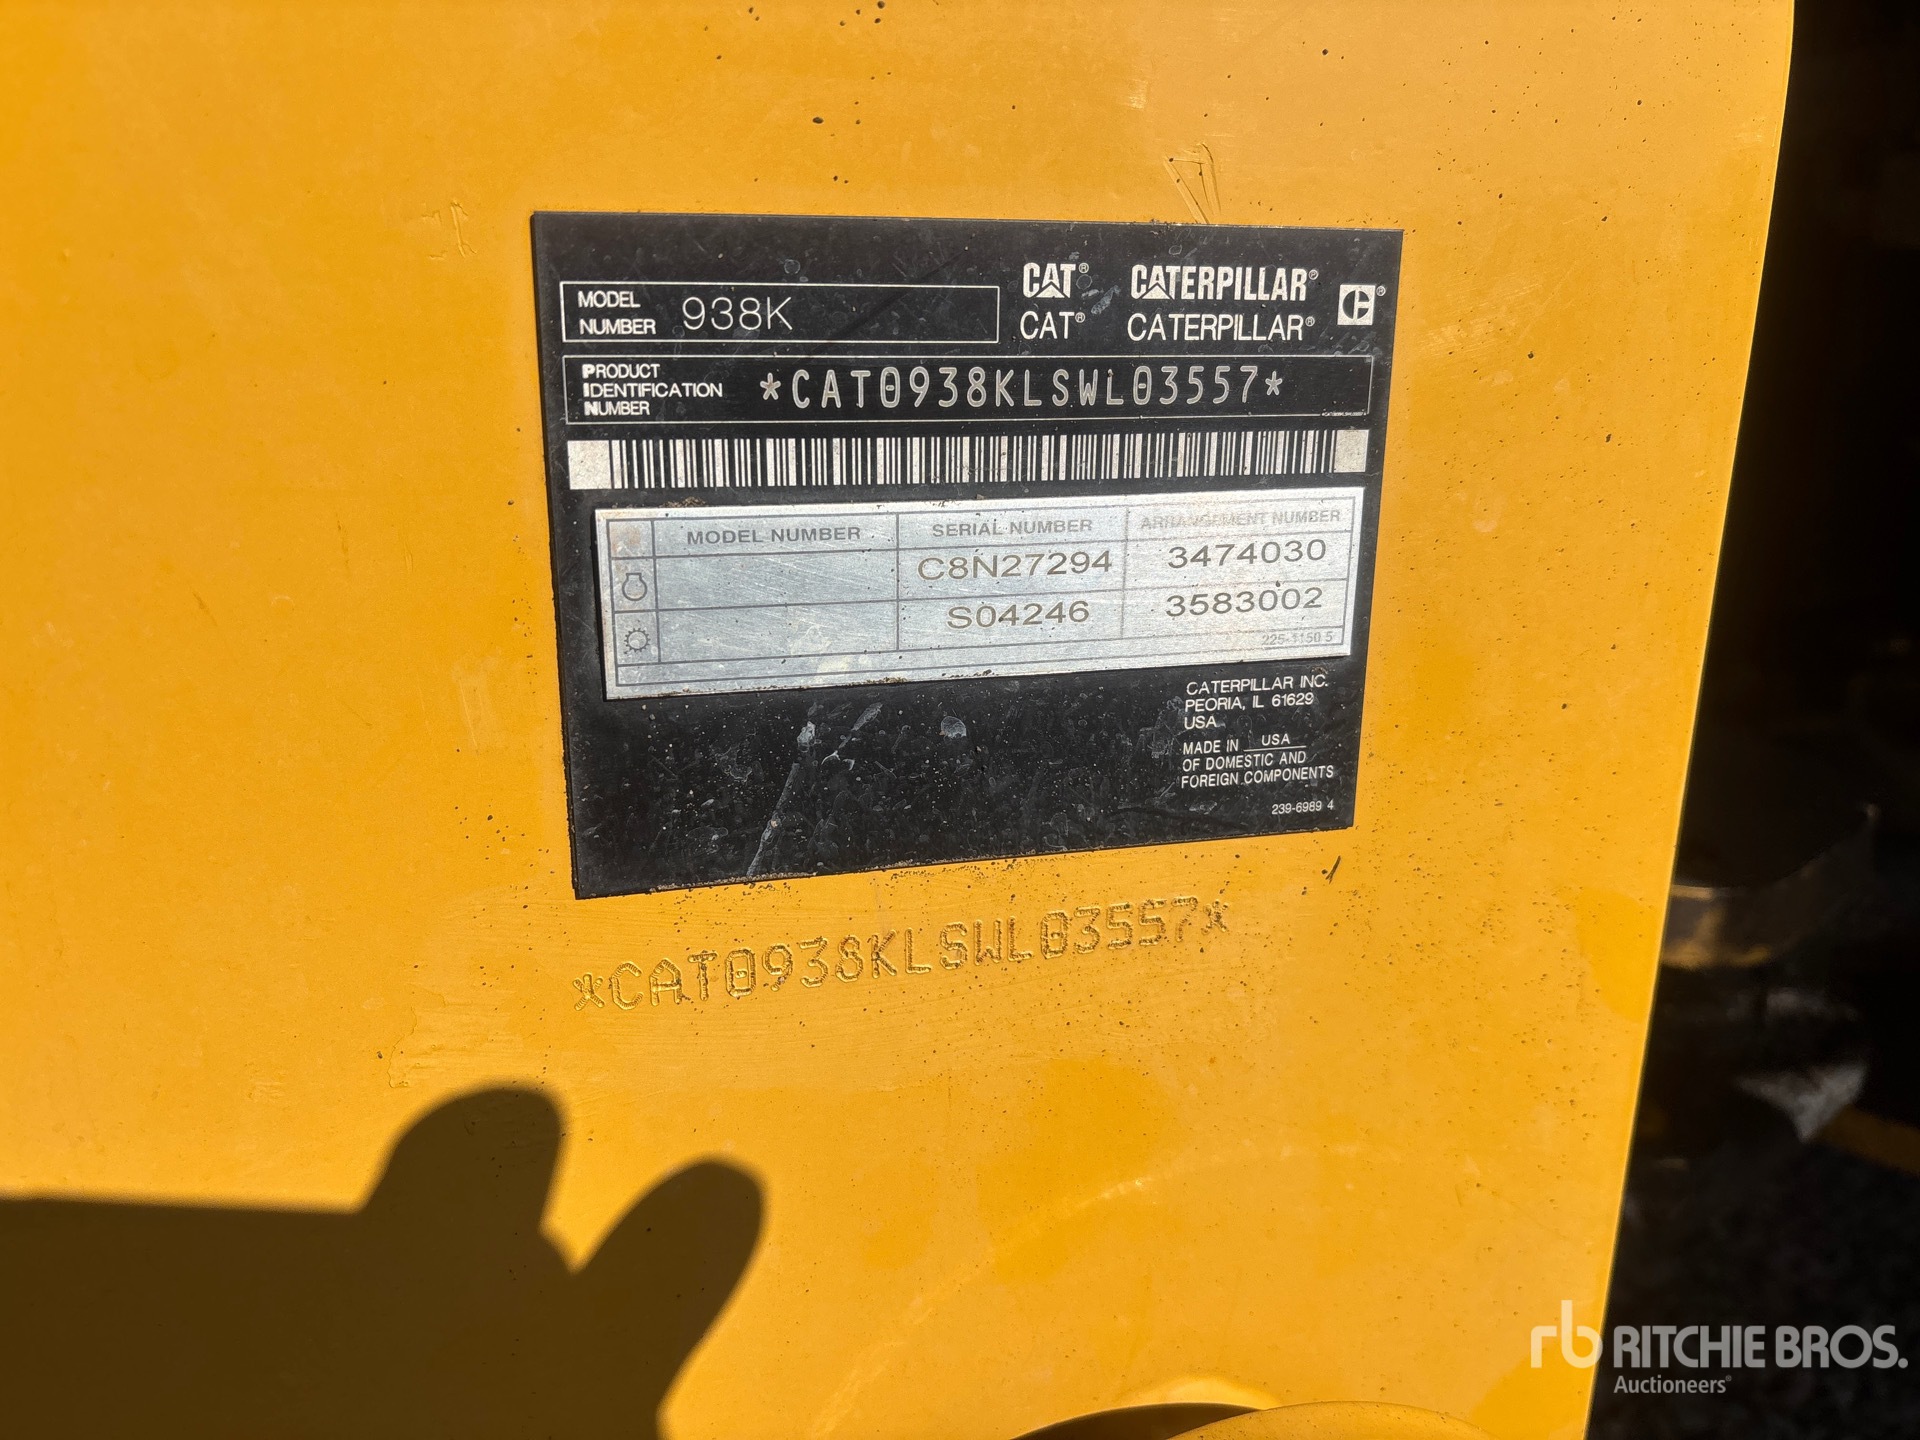 MODEL NUMBER 938K
CAT® CATERPILLAR®
CAT® CATERPILLAR®
PRODUCT IDENTIFICATION NUMBER *CAT0938KLSWL03557*
MODEL NUMBER SERIAL NUMBER ARRANGEMENT NUMBER
C8N27294 3474030
S04246 3583002
225-1150 5
CATERPILLAR INC.
PEORIA, IL 61629
USA
MADE IN USA
OF DOMESTIC AND
FOREIGN COMPONENTS
239-6989 4
*CAT0938KLSWL03557*
rb RITCHIE BROS.
Auctioneers®